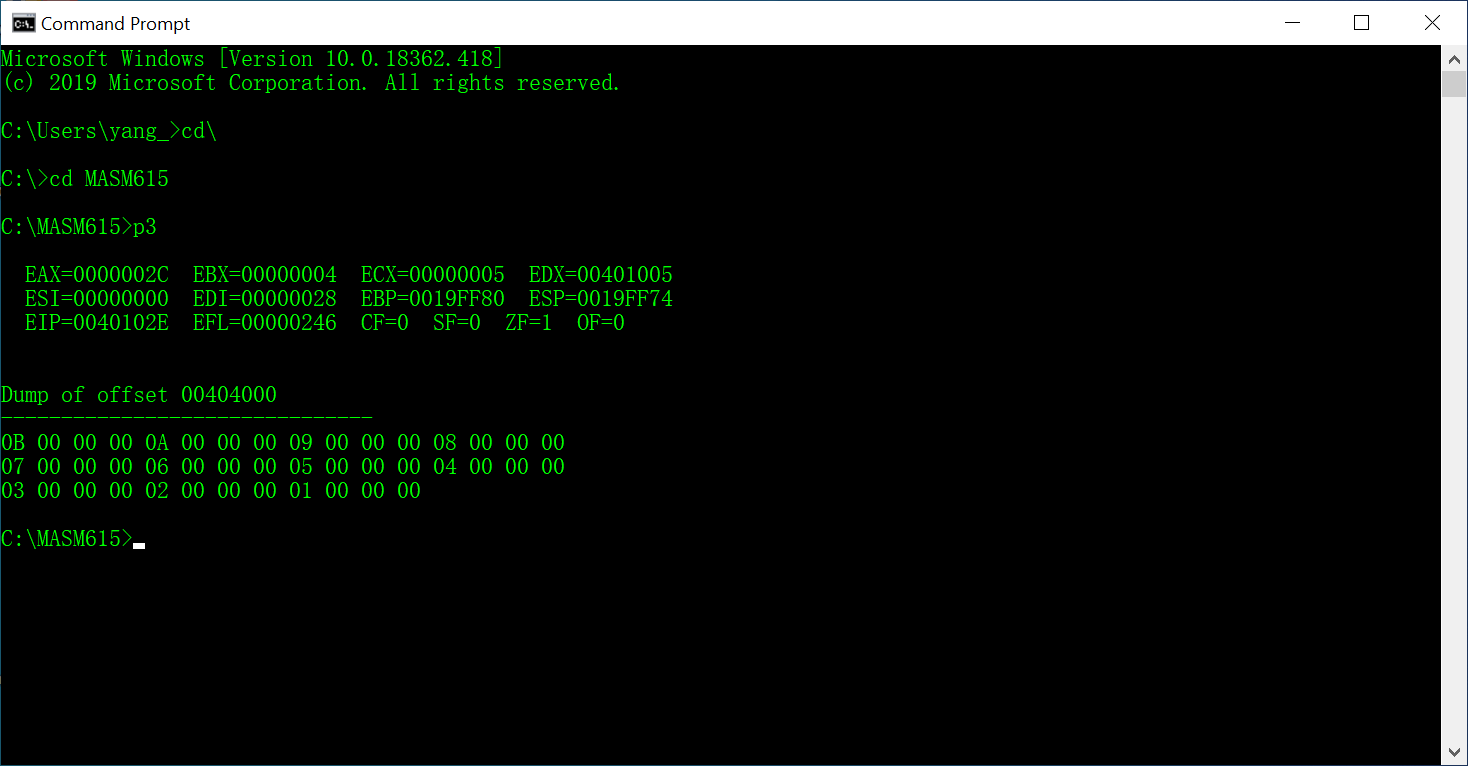 Command Prompt
Microsoft Windows [Version 10.0.18362.418]
(c) 2019 Microsoft Corporation. All rights reserved.
C:\Users\yang_>cd\
C:\>cd MASM615
C:\MASM615>p3
EAX=0000002C  EBX=00000004  ECX=00000005  EDX=00401005
ESI=00000000  EDI=00000028  EBP=0019FF80  ESP=0019FF74
EIP=0040102E  EFL=00000246  CF=0  SF=0  ZF=1  OF=0
Dump of offset 00404000
-------------------------------
0B 00 00 00 0A 00 00 00 09 00 00 00 08 00 00 00
07 00 00 00 06 00 00 00 05 00 00 00 04 00 00 00
03 00 00 00 02 00 00 00 01 00 00 00
C:\MASM615>